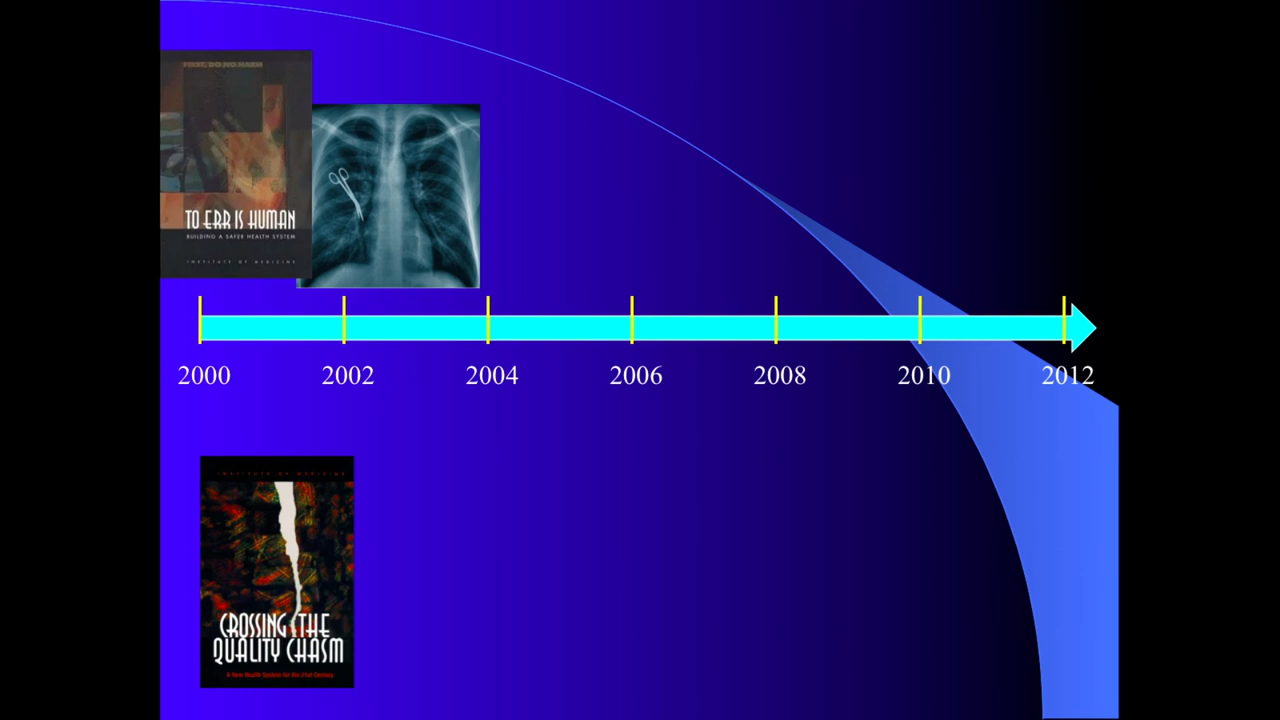 FIRST, DO NO HARM
TO ERR IS HUMAN
BUILDING A SAFER HEALTH SYSTEM
INSTITUTE OF MEDICINE
2000 2002 2004 2006 2008 2010 2012
INSTITUTE OF MEDICINE
CROSSING THE
QUALITY CHASM
A New Health System for the 21st Century